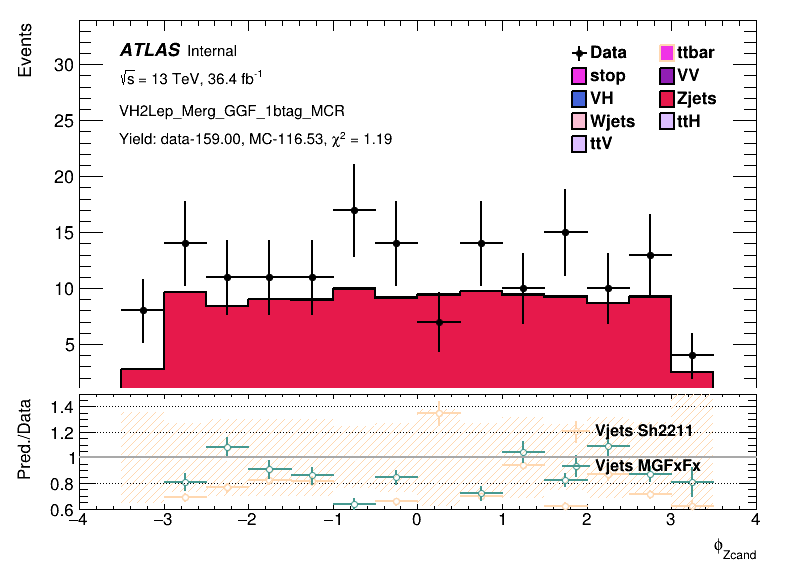 Events
ATLAS Internal
√s = 13 TeV, 36.4 fb⁻¹
VH2Lep_Merg_GGF_1btag_MCR
Yield: data-159.00, MC-116.53, χ² = 1.19
Data ttbar
stop VV
VH Zjets
Wjets ttH
ttV
30
25
20
15
10
5
Pred./Data
1.4
1.2
1
0.8
0.6
Vjets Sh2211
Vjets MGFxFx
−4 −3 −2 −1 0 1 2 3 4
ϕ_Zcand